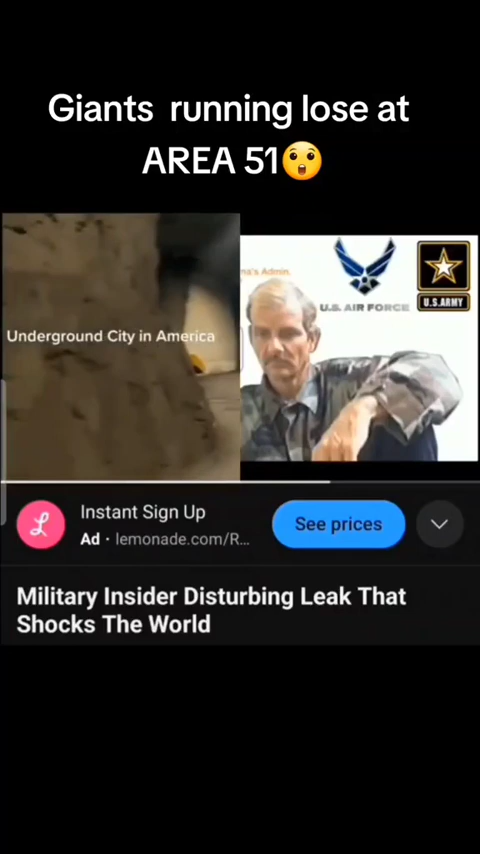 Giants running lose at
AREA 51😲
Underground City in America
's Admin.
U.S. AIR FORCE
U.S.ARMY
Instant Sign Up
Ad · lemonade.com/R...
See prices
Military Insider Disturbing Leak That
Shocks The World